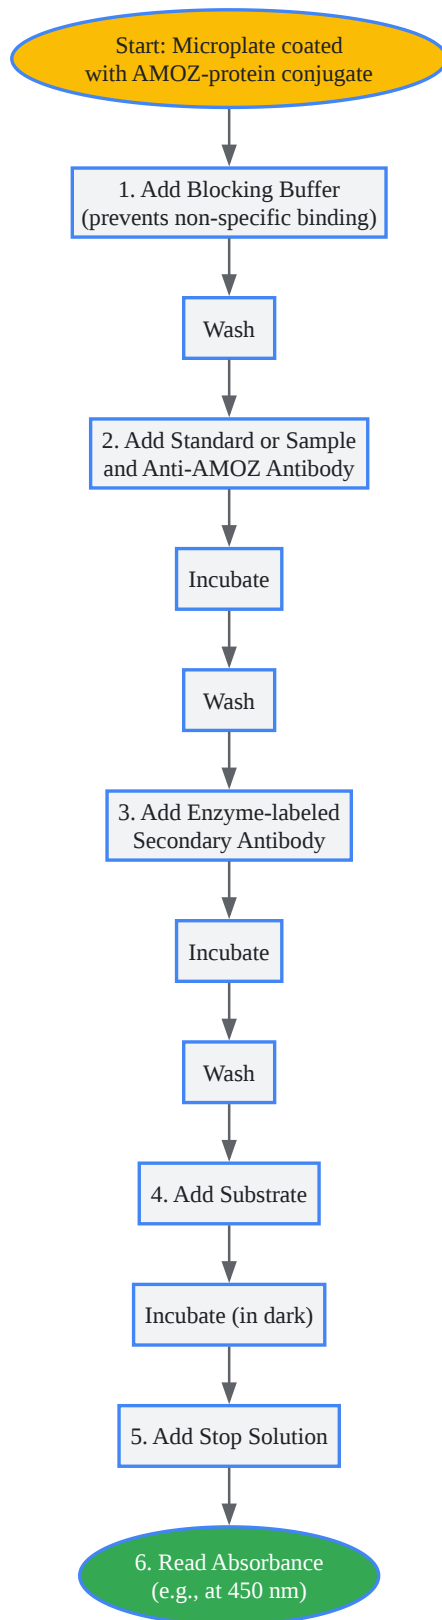 Start: Microplate coated
with AMOZ-protein conjugate
1. Add Blocking Buffer
(prevents non-specific binding)
Wash
2. Add Standard or Sample
and Anti-AMOZ Antibody
Incubate
Wash
3. Add Enzyme-labeled
Secondary Antibody
Incubate
Wash
4. Add Substrate
Incubate (in dark)
5. Add Stop Solution
6. Read Absorbance
(e.g., at 450 nm)